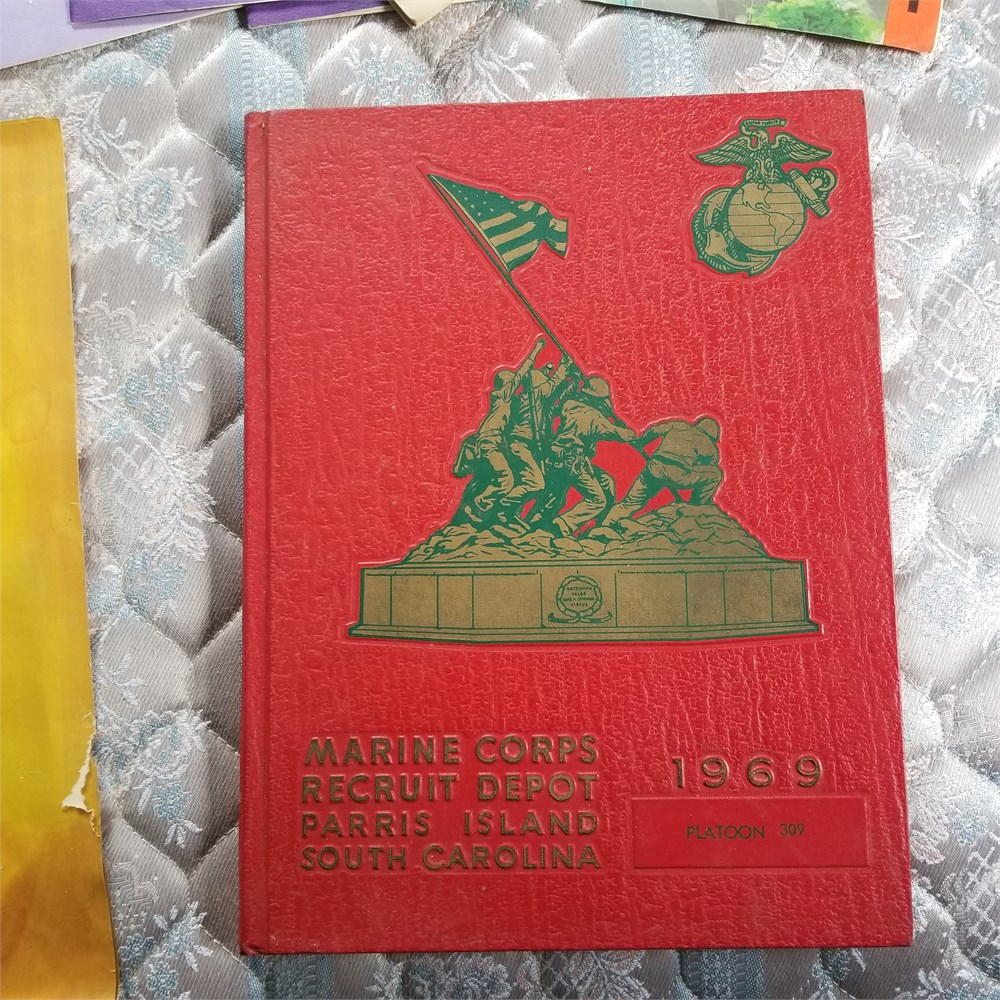 MARINE CORPS
RECRUIT DEPOT
PARRIS ISLAND
SOUTH CAROLINA
1969
PLATOON 309